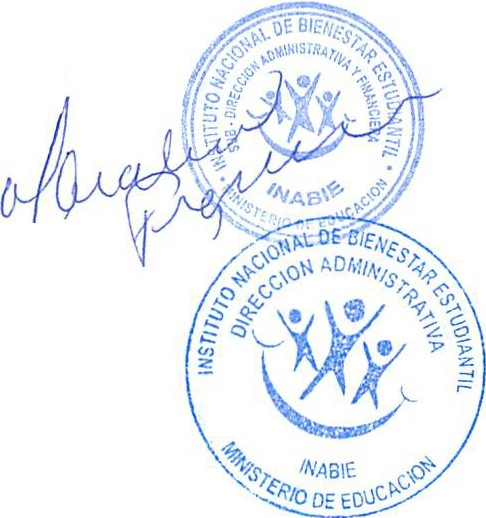 INSTITUTO NACIONAL DE BIENESTAR ESTUDIANTIL
SUB - DIRECCION ADMINISTRATIVA Y FINANCIERA
INABIE
MINISTERIO DE EDUCACION
INSTITUTO NACIONAL DE BIENESTAR ESTUDIANTIL
DIRECCION ADMINISTRATIVA
INABIE
MINISTERIO DE EDUCACION